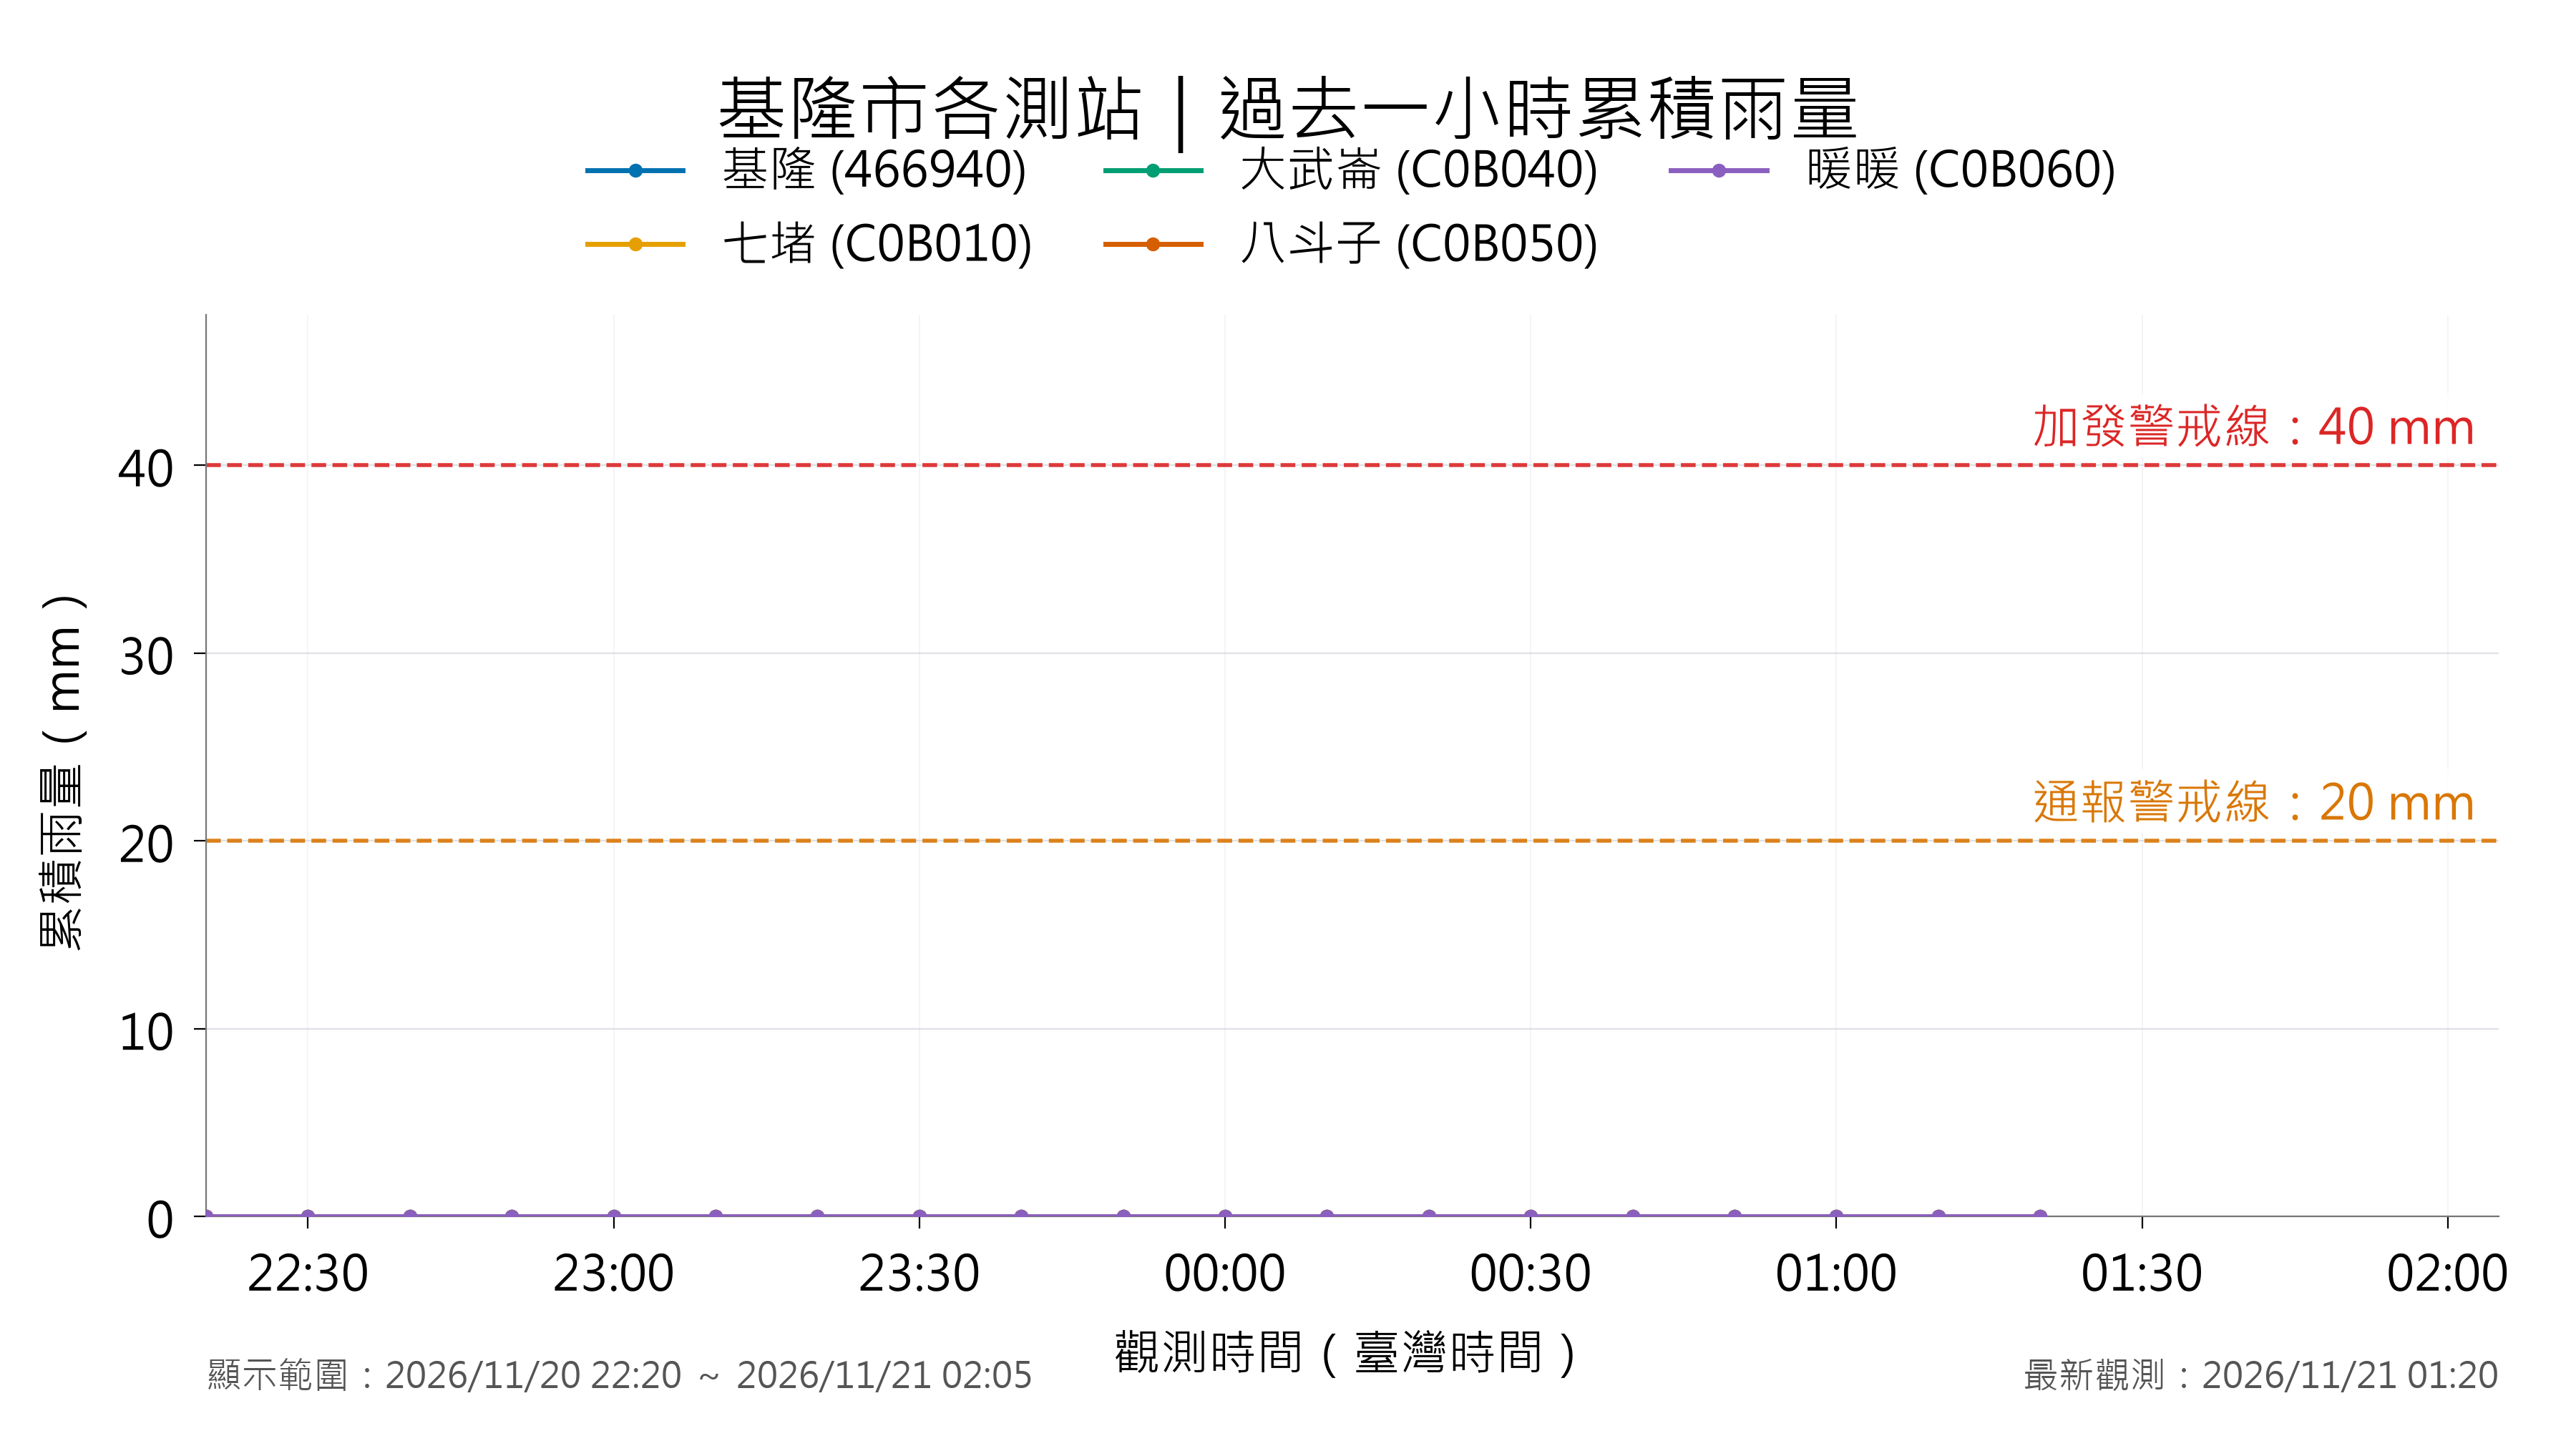 基隆市各測站｜過去一小時累積雨量
基隆 (466940)
大武崙 (C0B040)
暖暖 (C0B060)
七堵 (C0B010)
八斗子 (C0B050)
加發警戒線：40 mm
通報警戒線：20 mm
累積雨量（mm）
40
30
20
10
0
22:30
23:00
23:30
00:00
00:30
01:00
01:30
02:00
觀測時間（臺灣時間）
顯示範圍：2026/11/20 22:20 ~ 2026/11/21 02:05
最新觀測：2026/11/21 01:20